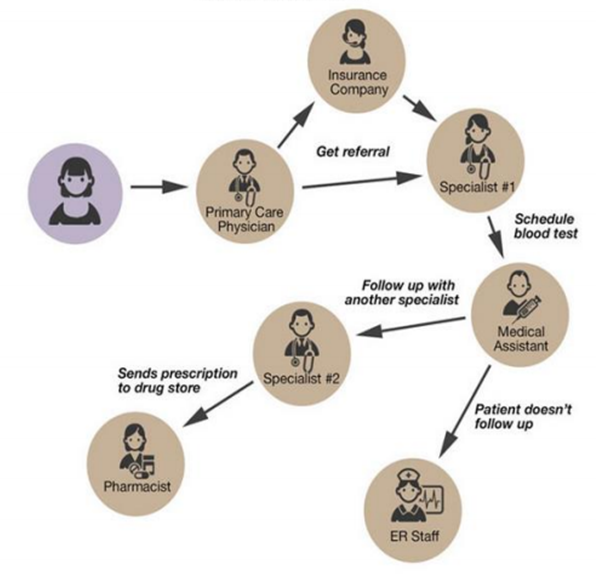 Insurance
Company
Get referral
Primary Care
Physician
Specialist #1
Schedule
blood test
Medical
Assistant
Follow up with
another specialist
Specialist #2
Sends prescription
to drug store
Pharmacist
Patient doesn't
follow up
ER Staff